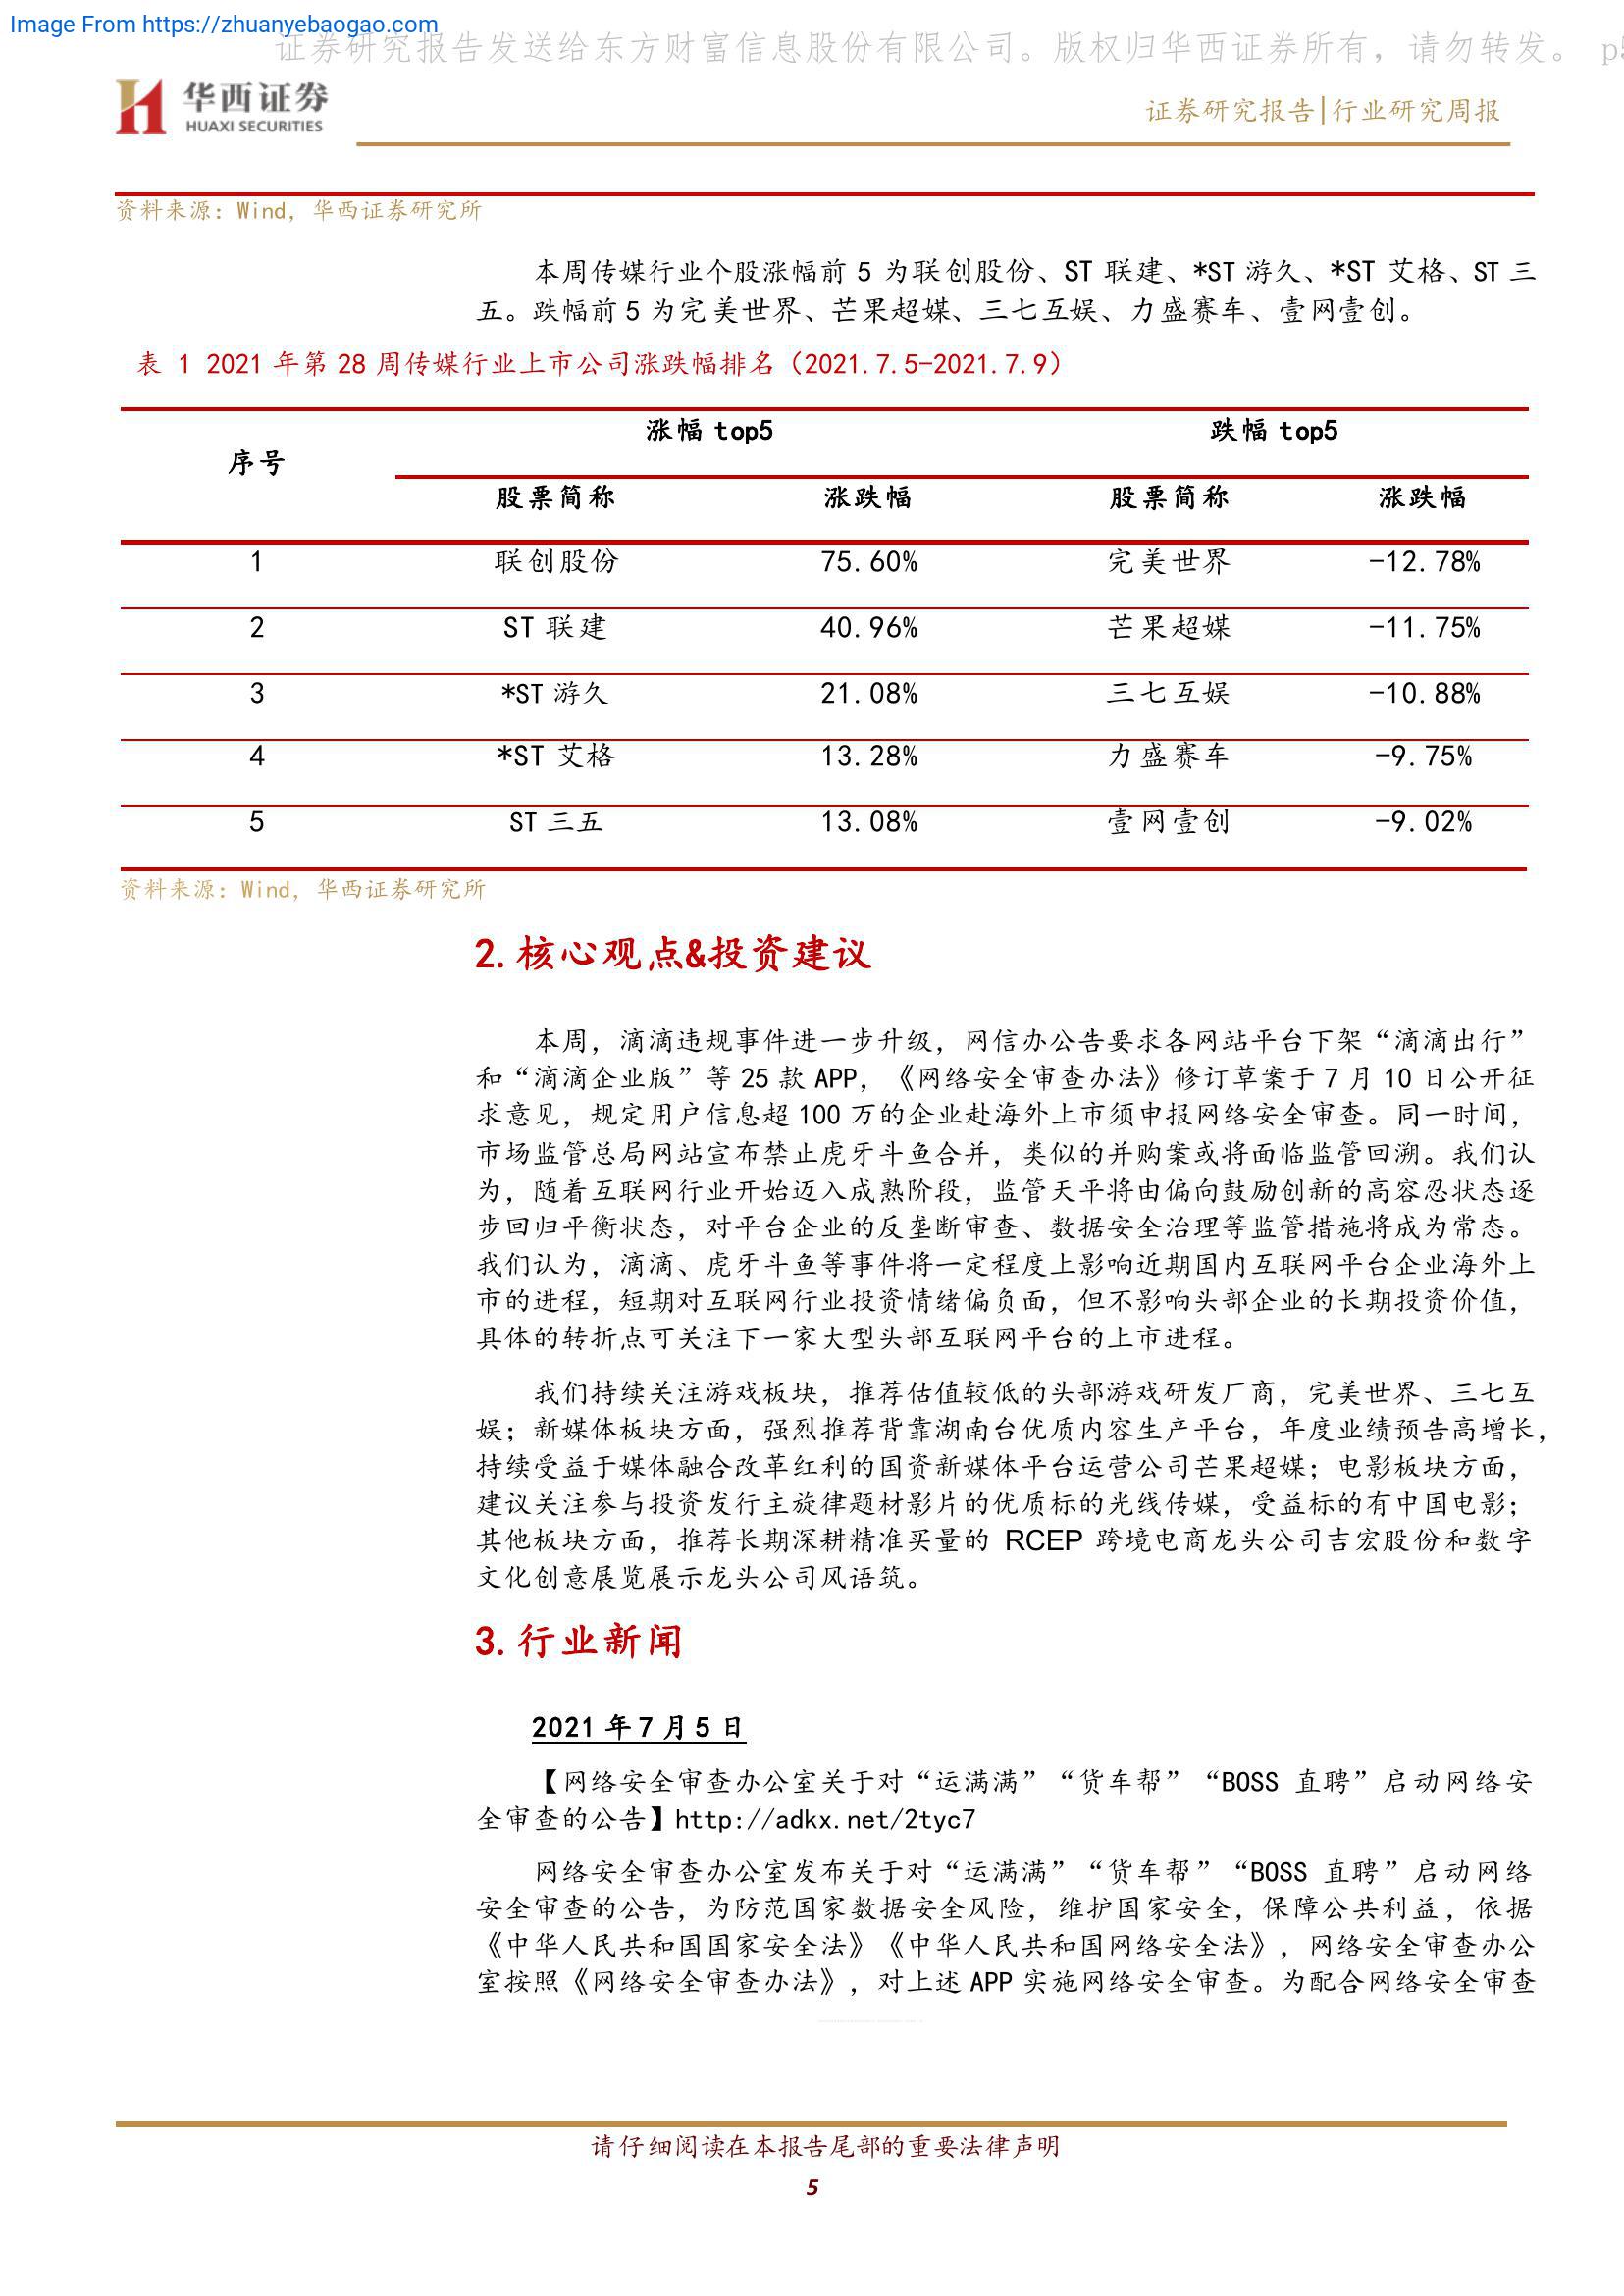 Image From https://zhuanyebaogao.com
证券研究报告发送给东方财富信息股份有限公司。版权归华西证券所有，请勿转发。 p5
华西证券
HUAXI SECURITIES
证券研究报告|行业研究周报
资料来源：Wind，华西证券研究所
本周传媒行业个股涨幅前 5 为联创股份、ST 联建、*ST 游久、*ST 艾格、ST 三
五。跌幅前 5 为完美世界、芒果超媒、三七互娱、力盛赛车、壹网壹创。
表 1 2021 年第 28 周传媒行业上市公司涨跌幅排名（2021.7.5-2021.7.9）
序号 涨幅 top5 跌幅 top5
股票简称 涨跌幅 股票简称 涨跌幅
1 联创股份 75.60% 完美世界 -12.78%
2 ST 联建 40.96% 芒果超媒 -11.75%
3 *ST 游久 21.08% 三七互娱 -10.88%
4 *ST 艾格 13.28% 力盛赛车 -9.75%
5 ST 三五 13.08% 壹网壹创 -9.02%
资料来源：Wind，华西证券研究所
2.核心观点&投资建议
本周，滴滴违规事件进一步升级，网信办公告要求各网站平台下架“滴滴出行”
和“滴滴企业版”等 25 款 APP，《网络安全审查办法》修订草案于 7 月 10 日公开征
求意见，规定用户信息超 100 万的企业赴海外上市须申报网络安全审查。同一时间，
市场监管总局网站宣布禁止虎牙斗鱼合并，类似的并购案或将面临监管回溯。我们认
为，随着互联网行业开始迈入成熟阶段，监管天平将由偏向鼓励创新的高容忍状态逐
步回归平衡状态，对平台企业的反垄断审查、数据安全治理等监管措施将成为常态。
我们认为，滴滴、虎牙斗鱼等事件将一定程度上影响近期国内互联网平台企业海外上
市的进程，短期对互联网行业投资情绪偏负面，但不影响头部企业的长期投资价值，
具体的转折点可关注下一家大型头部互联网平台的上市进程。
我们持续关注游戏板块，推荐估值较低的头部游戏研发厂商，完美世界、三七互
娱；新媒体板块方面，强烈推荐背靠湖南台优质内容生产平台，年度业绩预告高增长，
持续受益于媒体融合改革红利的国资新媒体平台运营公司芒果超媒；电影板块方面，
建议关注参与投资发行主旋律题材影片的优质标的光线传媒，受益标的有中国电影；
其他板块方面，推荐长期深耕精准买量的 RCEP 跨境电商龙头公司吉宏股份和数字
文化创意展览展示龙头公司风语筑。
3.行业新闻
2021 年 7 月 5 日
【网络安全审查办公室关于对“运满满”“货车帮”“BOSS 直聘”启动网络安
全审查的公告】http://adkx.net/2tyc7
网络安全审查办公室发布关于对“运满满”“货车帮”“BOSS 直聘”启动网络
安全审查的公告，为防范国家数据安全风险，维护国家安全，保障公共利益，依据
《中华人民共和国国家安全法》《中华人民共和国网络安全法》，网络安全审查办公
室按照《网络安全审查办法》，对上述 APP 实施网络安全审查。为配合网络安全审查
请仔细阅读在本报告尾部的重要法律声明
5